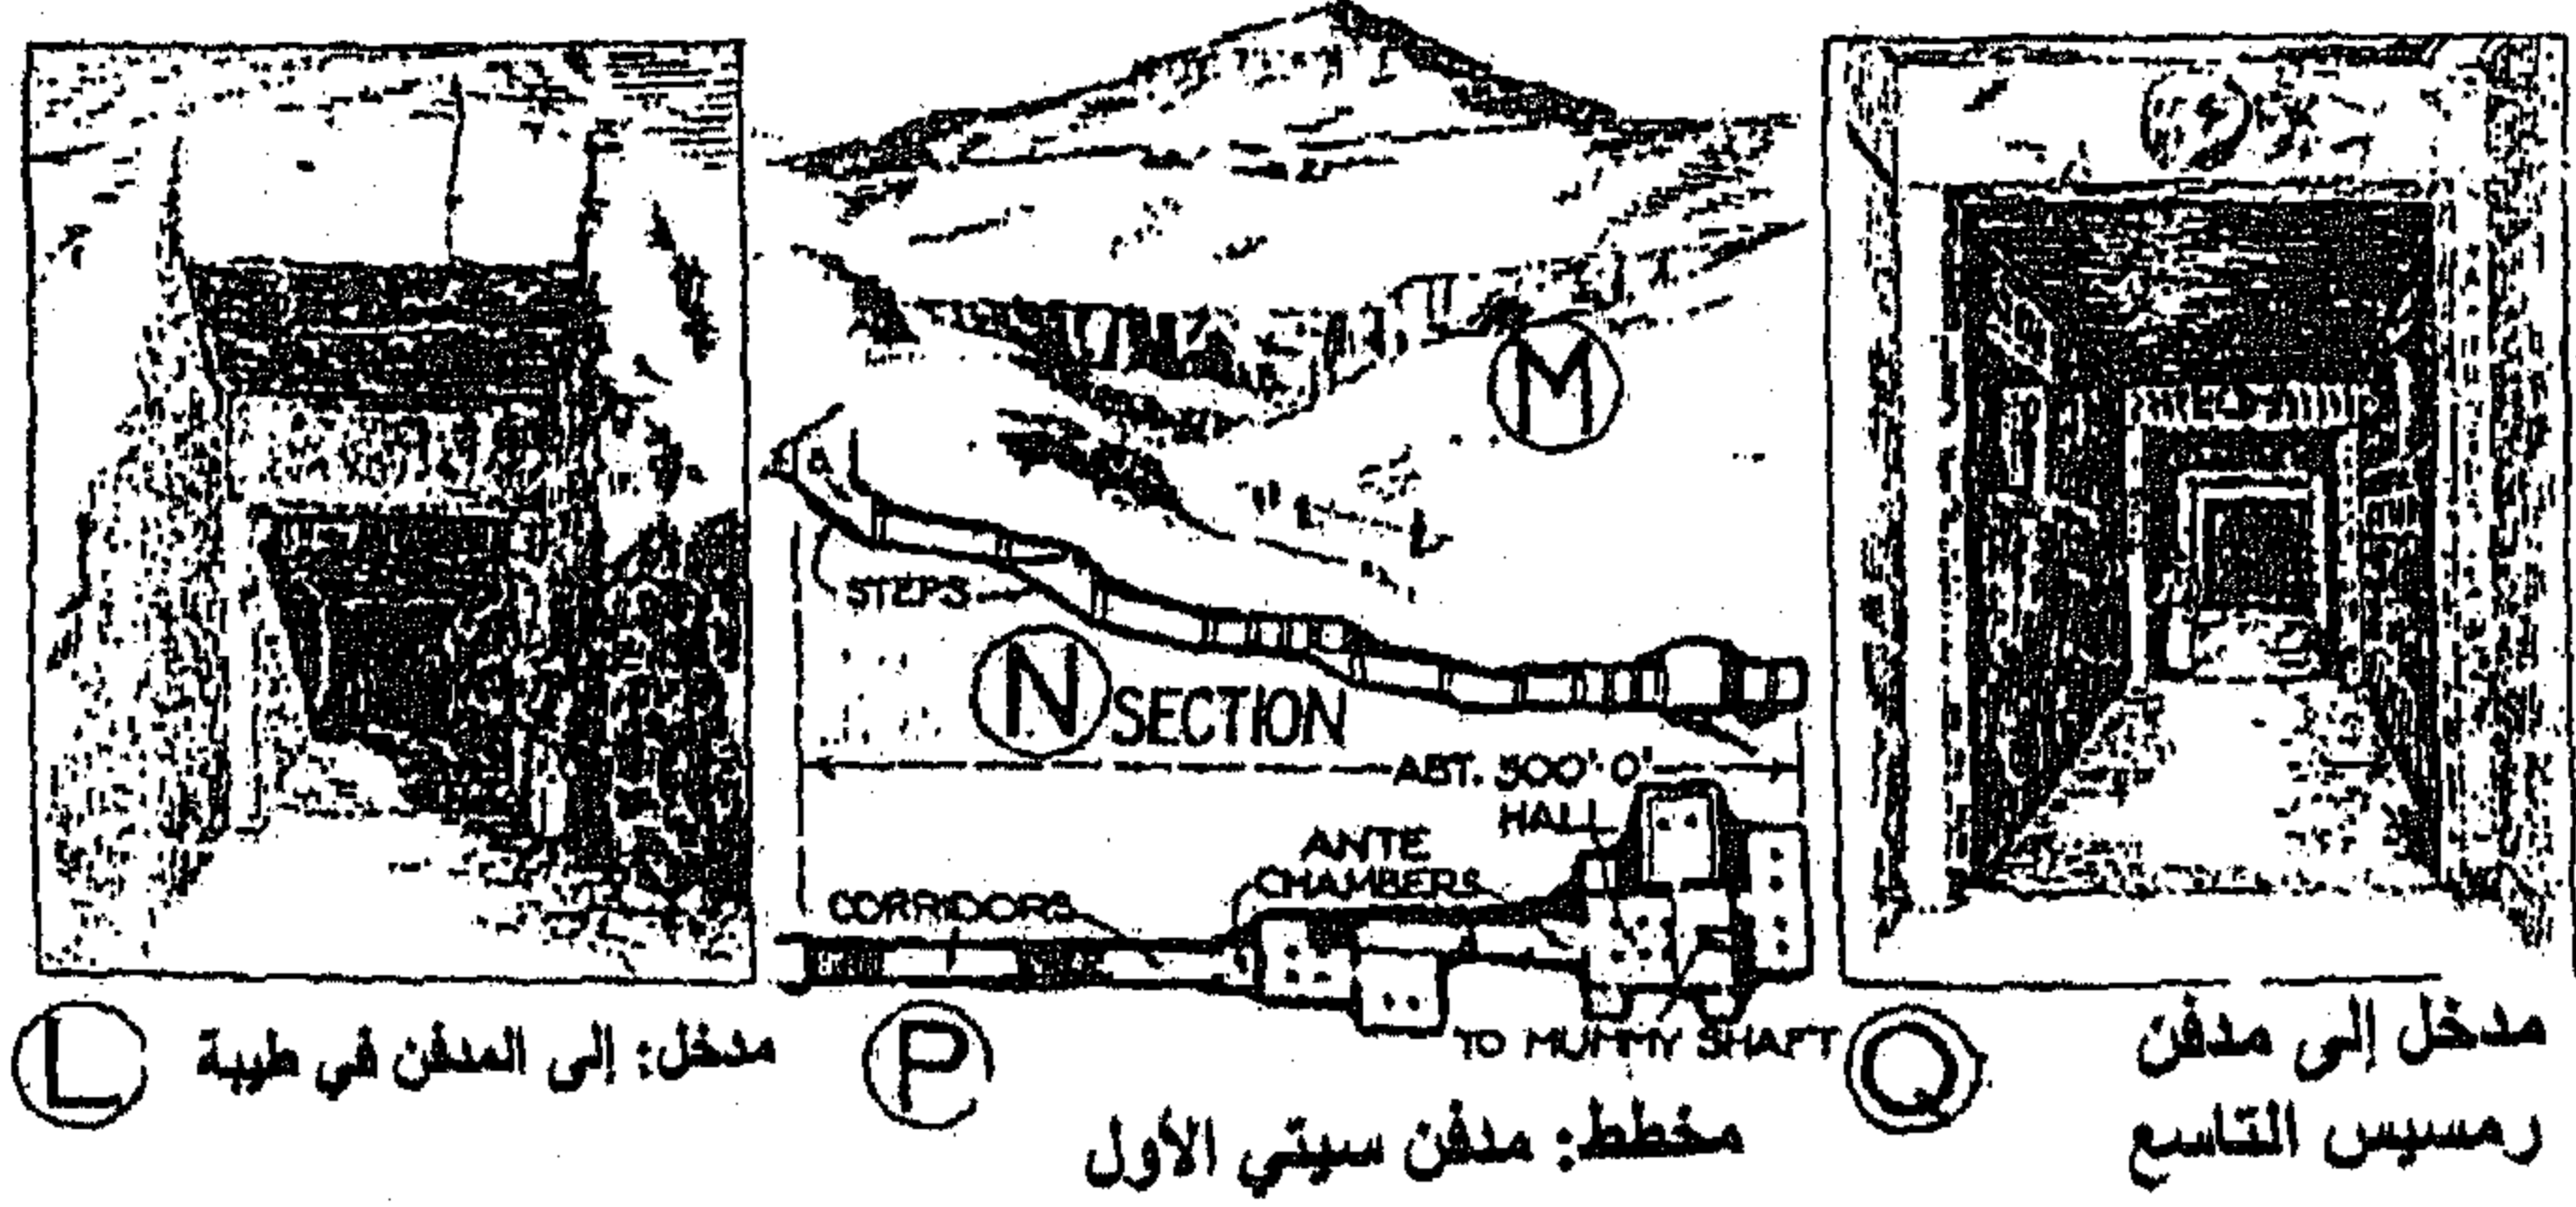 M
STEPS
N SECTION
ABT. 300'·0"
HALL
ANTE
CHAMBERS
CORRIDORS
TO MUMMY SHAFT
L مدخل: إلى المدفن في طيبة
P
مخطط: مدفن سيتي الأول
Q مدخل إلى مدفن
رمسيس التاسع